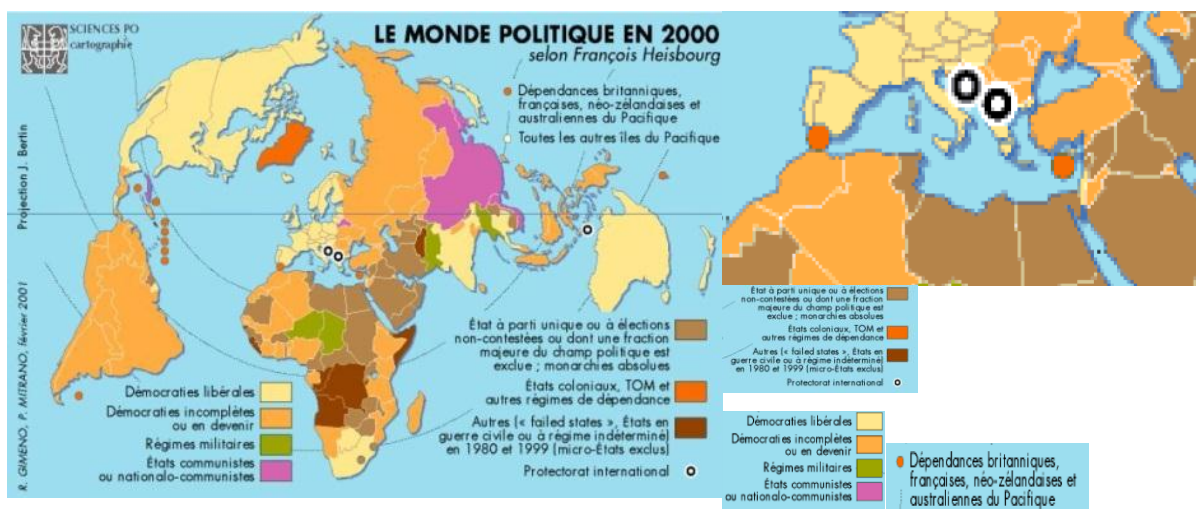 SCIENCES PO
cartographie
LE MONDE POLITIQUE EN 2000
selon François Heisbourg
Dépendances britanniques,
françaises, néo-zélandaises et
australiennes du Pacifique
Toutes les autres îles du Pacifique
Projection J. Bertin
R. GIMENO, P. MITRANO, février 2001
Démocraties libérales
Démocraties incomplètes
ou en devenir
Régimes militaires
États communistes
ou nationalo-communistes
État à parti unique ou à élections
non-contestées ou dont une fraction
majeure du champ politique est
exclue ; monarchies absolues
États coloniaux, TOM et
autres régimes de dépendance
Autres (« failed states », États en
guerre civile ou à régime indéterminé)
en 1980 et 1999 (micro-États exclus)
Protectorat international
État à parti unique ou à élections
non-contestées ou dont une fraction
majeure du champ politique est
exclue ; monarchies absolues
États coloniaux, TOM et
autres régimes de dépendance
Autres (« failed states », États en
guerre civile ou à régime indéterminé)
en 1980 et 1999 (micro-États exclus)
Protectorat international
Démocraties libérales
Démocraties incomplètes
ou en devenir
Régimes militaires
États communistes
ou nationalo-communistes
Dépendances britanniques,
françaises, néo-zélandaises et
australiennes du Pacifique